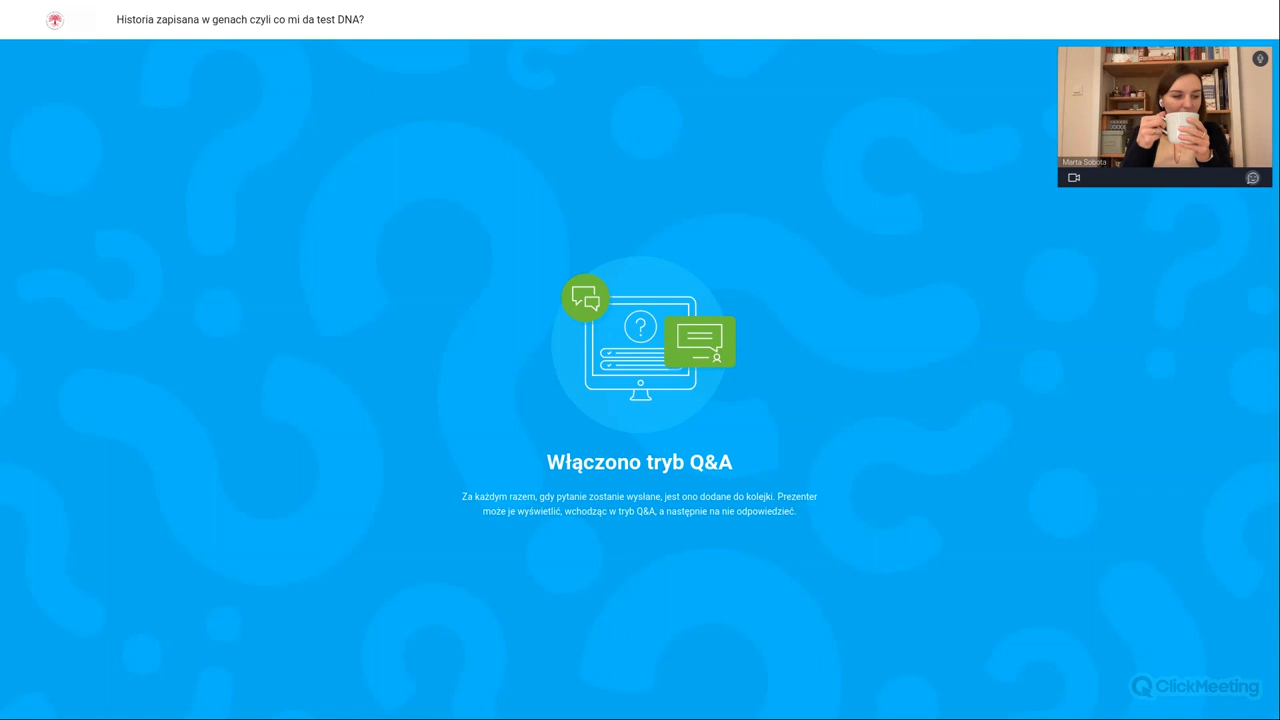 Historia zapisana w genach czyli co mi da test DNA?
Marta Sobota
?
Włączono tryb Q&A
Za każdym razem, gdy pytanie zostanie wysłane, jest ono dodane do kolejki. Prezenter
może je wyświetlić, wchodząc w tryb Q&A, a następnie na nie odpowiedzieć.
ClickMeeting